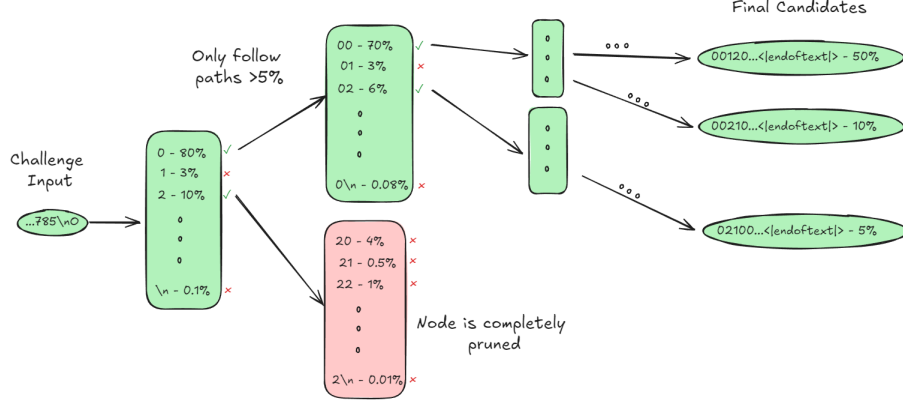 Final Candidates
Only follow
paths >5%
00 - 70% ✓
01 - 3% ×
02 - 6% ✓
0\n - 0.08% ×
00120...<|endoftext|> - 50%
00210...<|endoftext|> - 10%
02100...<|endoftext|> - 5%
Challenge
Input
...785\nO
0 - 80% ✓
1 - 3% ×
2 - 10% ✓
\n - 0.1% ×
20 - 4% ×
21 - 0.5% ×
22 - 1% ×
2\n - 0.01% ×
Node is completely
pruned